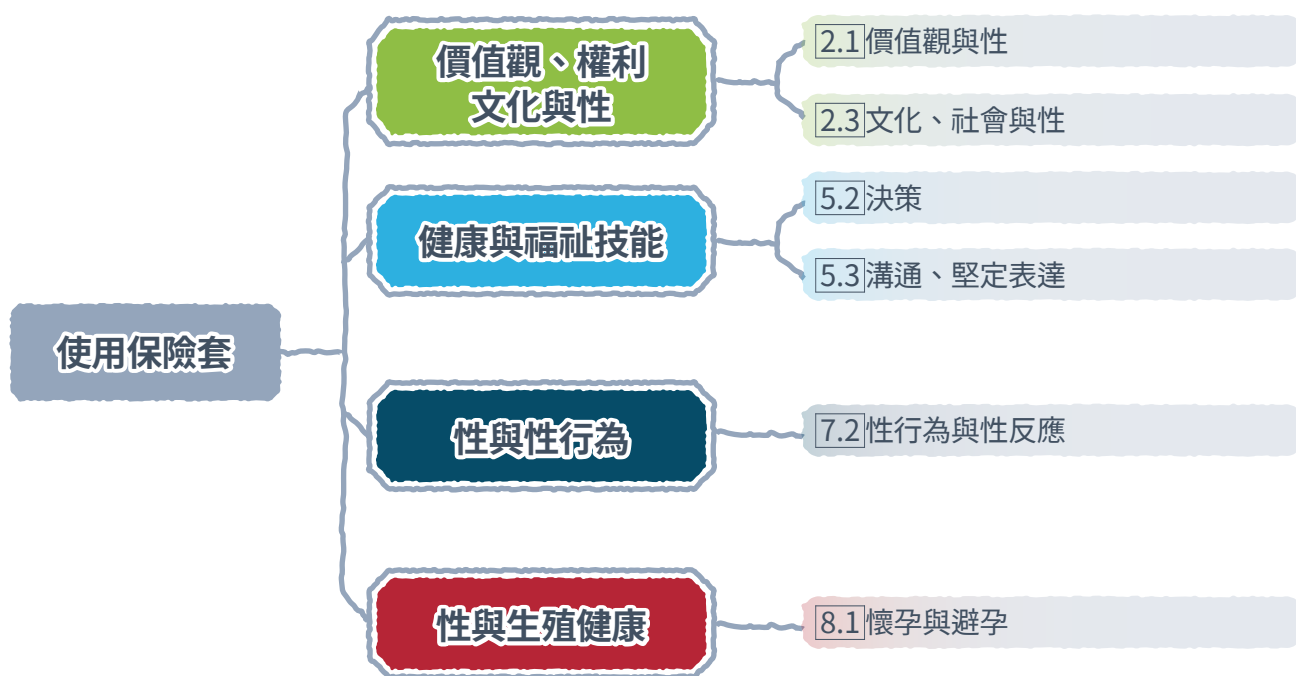 使用保險套
價值觀、權利
文化與性
2.1價值觀與性
2.3文化、社會與性
健康與福祉技能
5.2決策
5.3溝通、堅定表達
性與性行為
7.2性行為與性反應
性與生殖健康
8.1懷孕與避孕